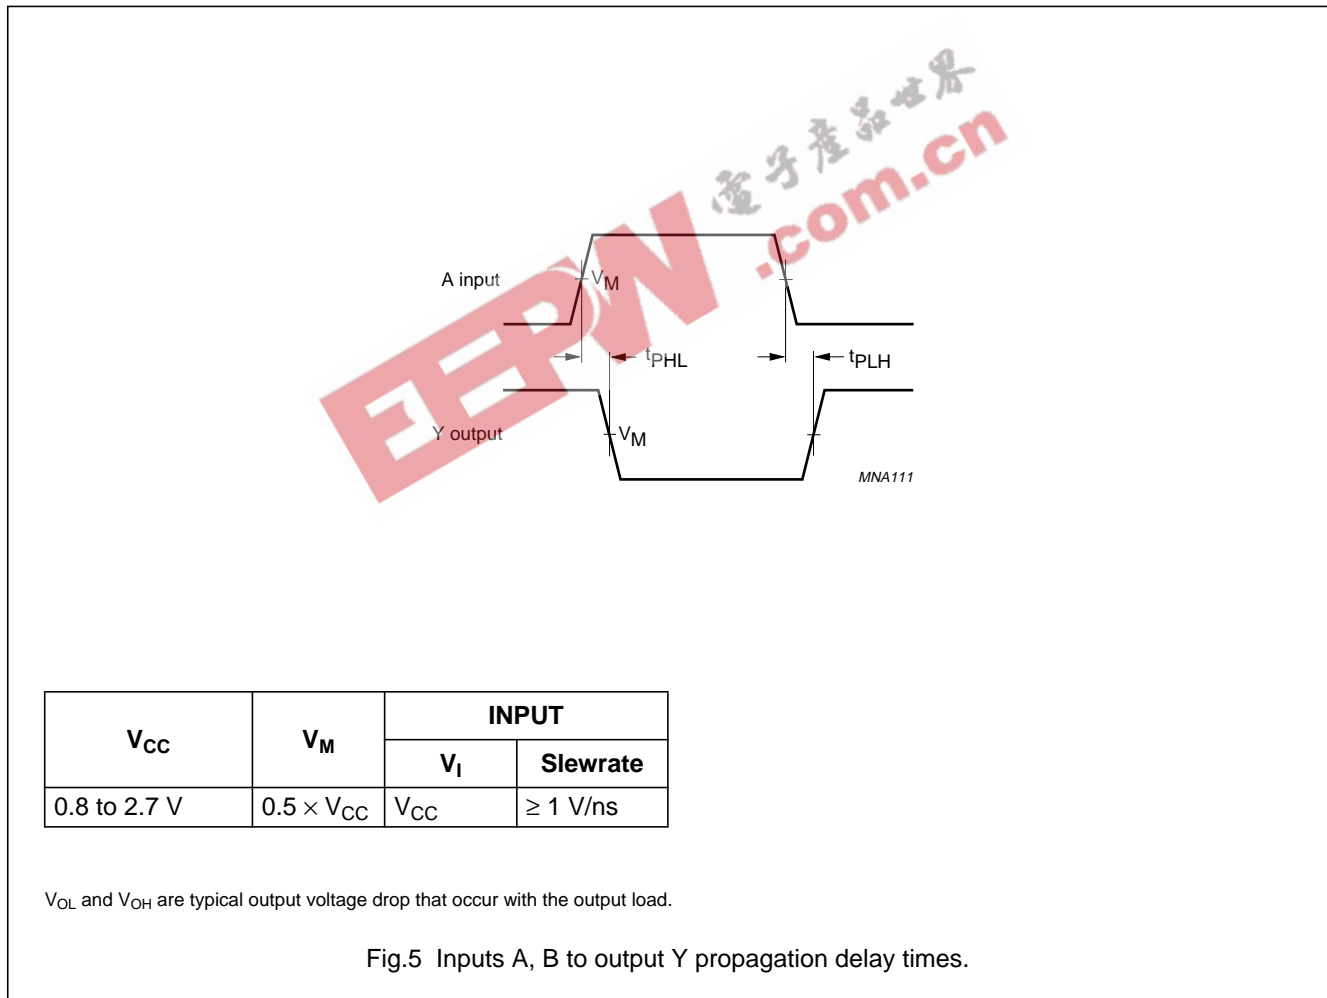 電子產品世界
EEPW
.com.cn
A input
VM
tPHL
tPLH
Y output
VM
MNA111
VCC VM INPUT
VI Slewrate
0.8 to 2.7 V 0.5 × VCC VCC ≥ 1 V/ns
VOL and VOH are typical output voltage drop that occur with the output load.
Fig.5 Inputs A, B to output Y propagation delay times.